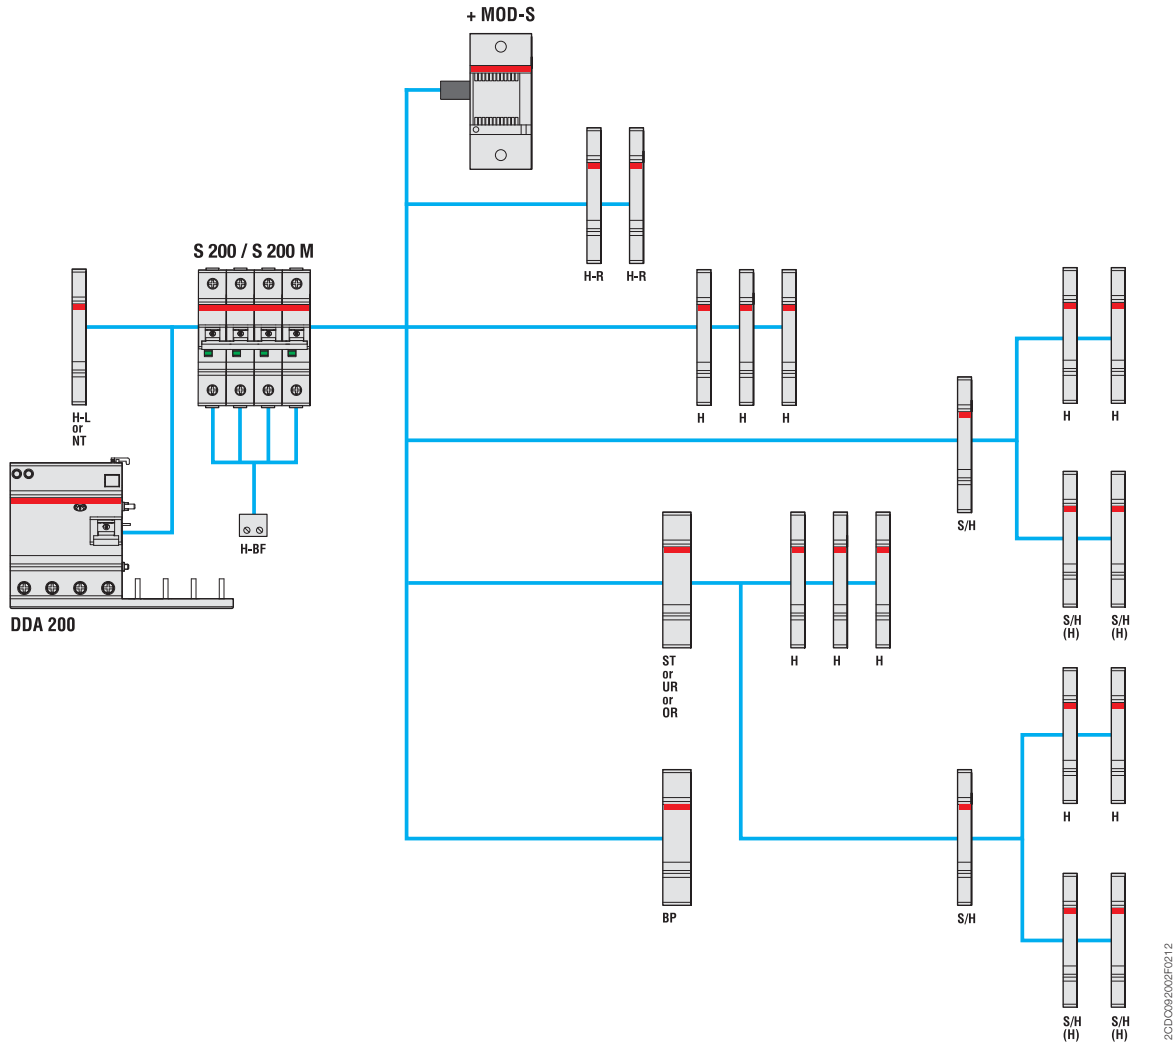 + MOD-S
H-R H-R
S 200 / S 200 M
H-L
or
NT
H H H
H H
S/H
H-BF
DDA 200
S/H S/H
(H) (H)
ST
or
UR
or
OR
H H H
H H
BP
S/H
S/H S/H
(H) (H)
2CDC092002F0212